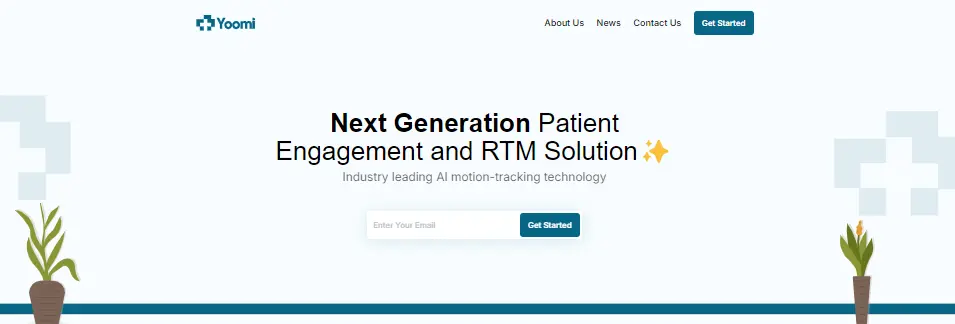 Yoomi
About Us News Contact Us Get Started
Next Generation Patient
Engagement and RTM Solution
Industry leading AI motion-tracking technology
Enter Your Email Get Started